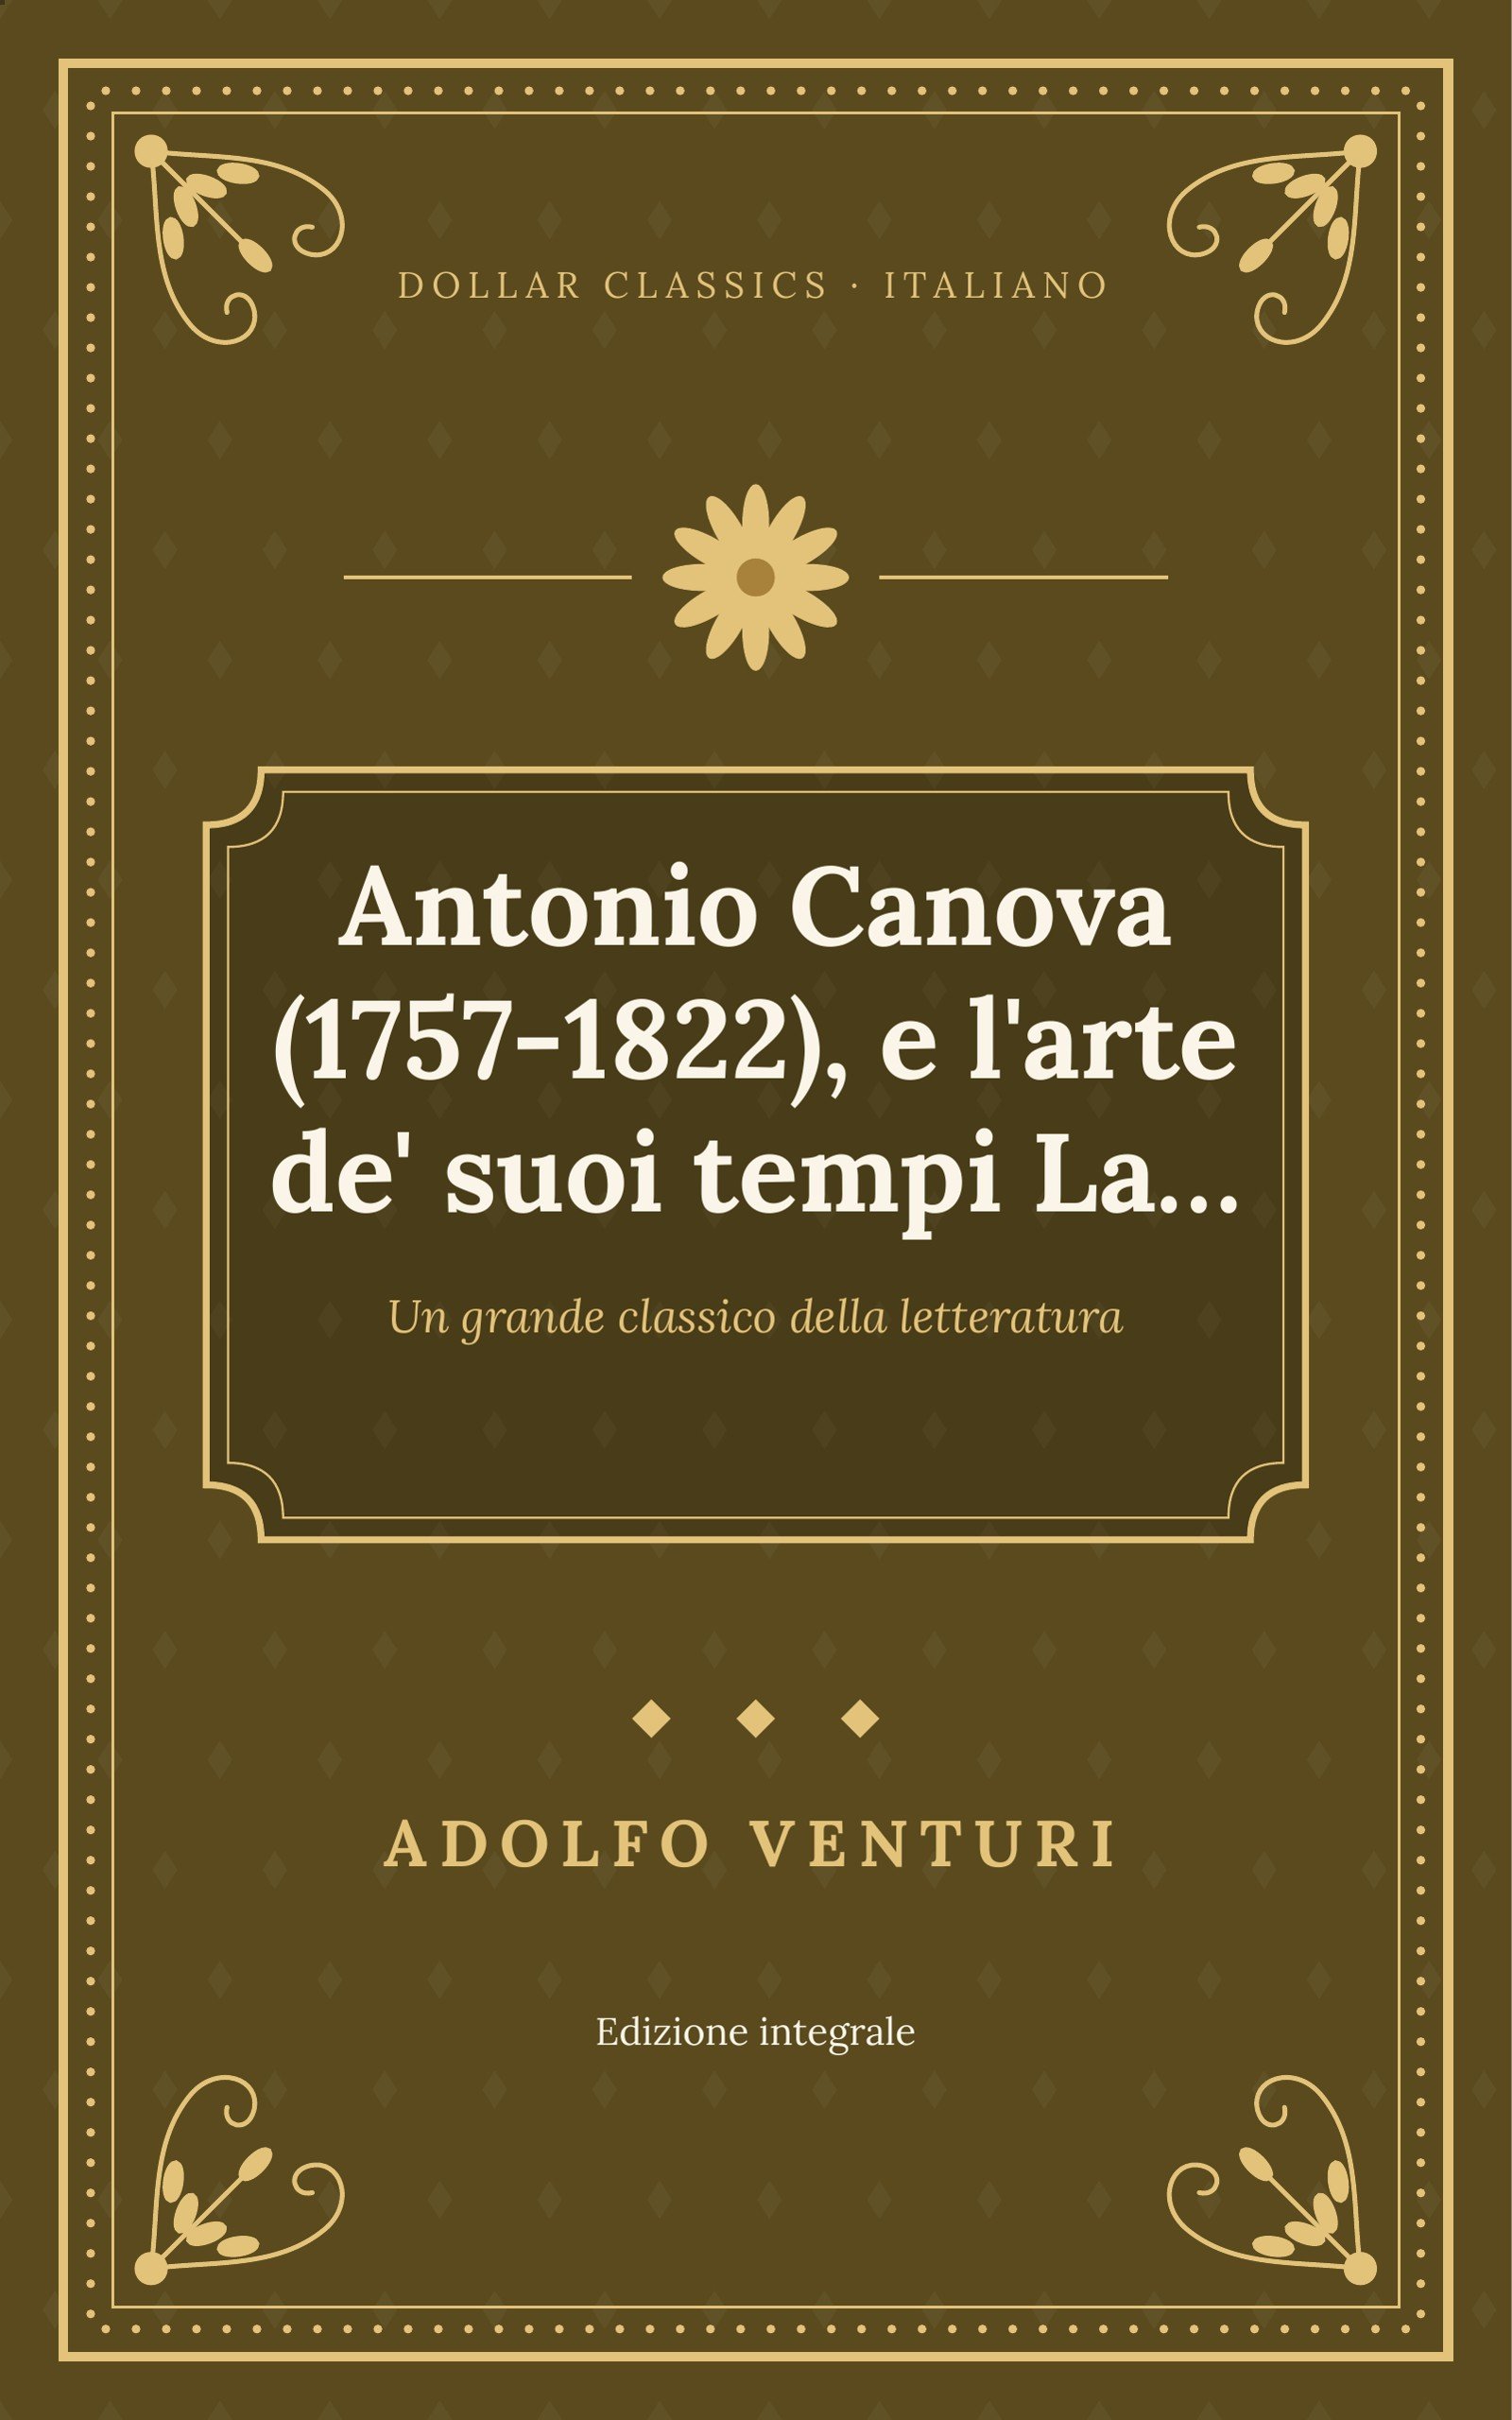 DOLLAR CLASSICS · ITALIANO
Antonio Canova
(1757-1822), e l'arte
de' suoi tempi La...
Un grande classico della letteratura
ADOLFO VENTURI
Edizione integrale